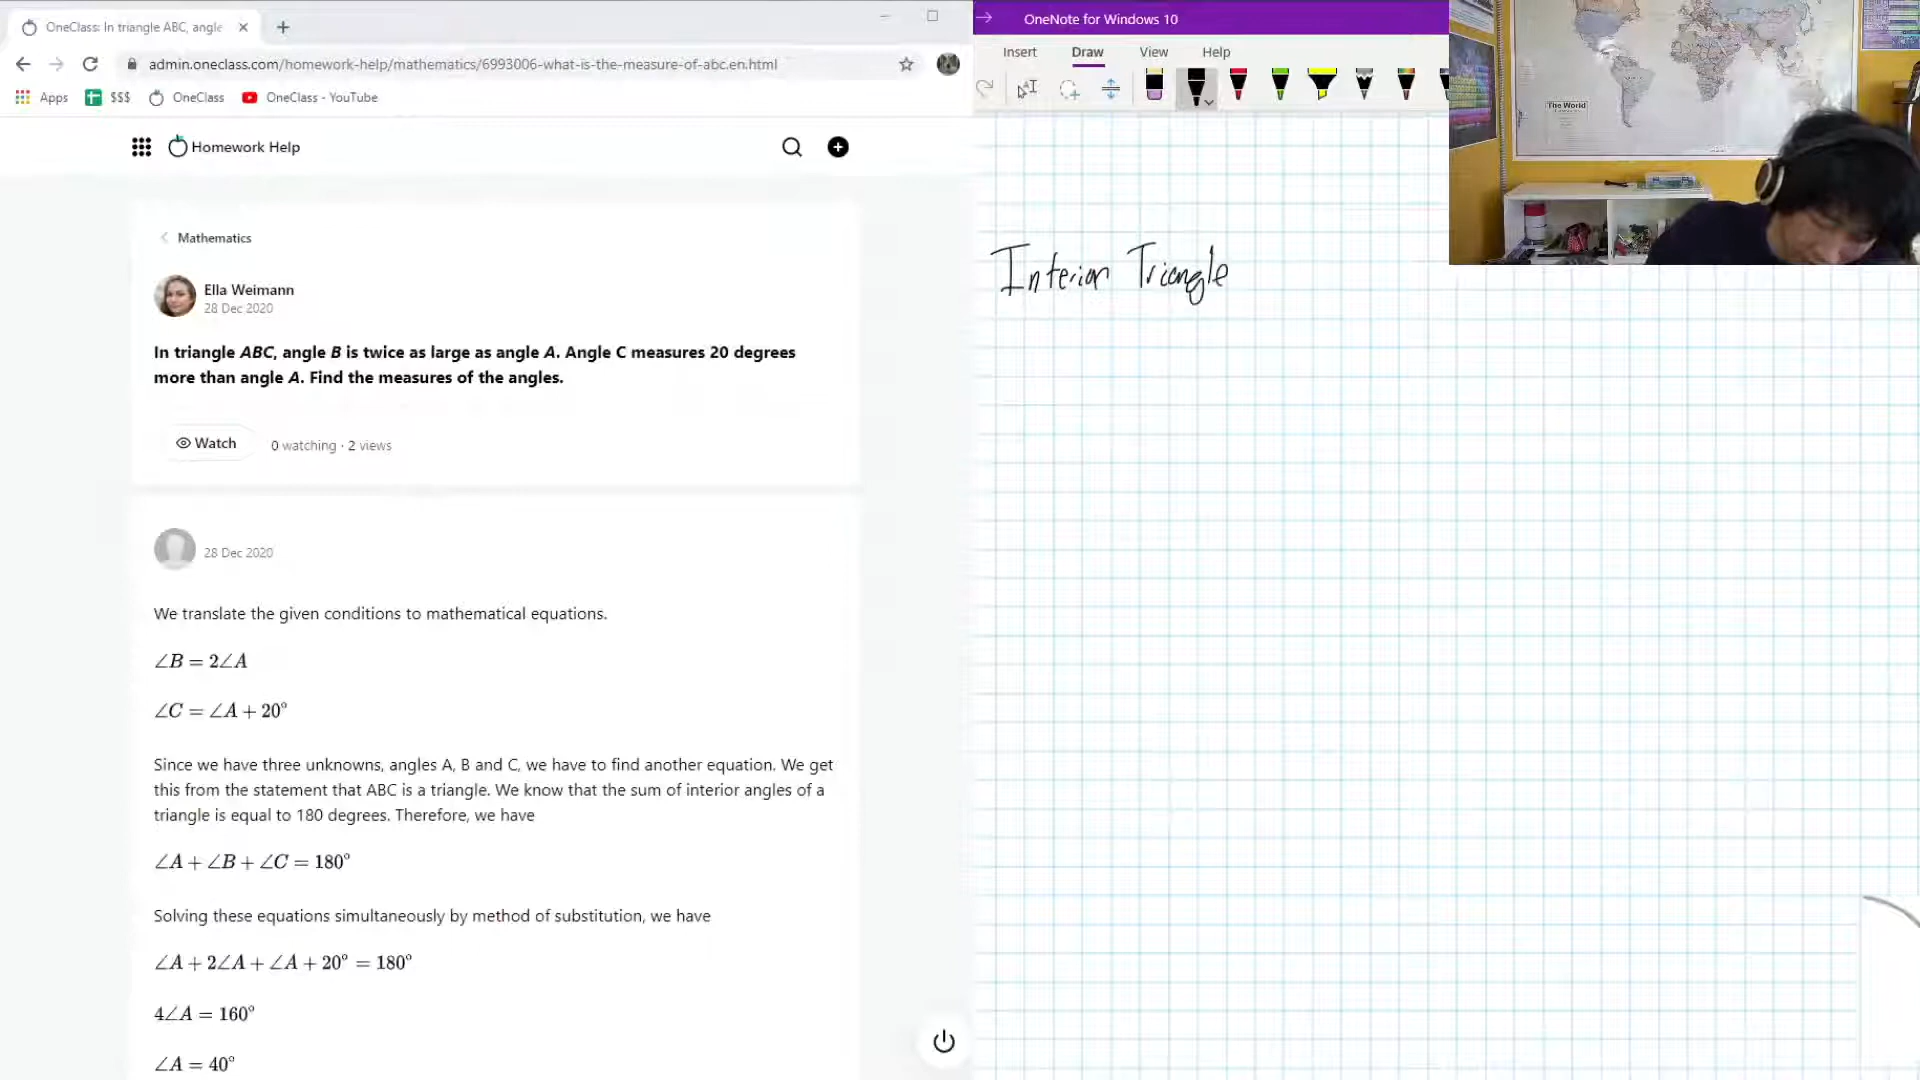 OneClass: In triangle ABC, angle
admin.oneclass.com/homework-help/mathematics/6993006-what-is-the-measure-of-abc.en.html
Apps $$$ OneClass OneClass - YouTube
Homework Help
Mathematics
Ella Weimann
28 Dec 2020
In triangle ABC, angle B is twice as large as angle A. Angle C measures 20 degrees
more than angle A. Find the measures of the angles.
Watch 0 watching · 2 views
28 Dec 2020
We translate the given conditions to mathematical equations.
∠B = 2∠A
∠C = ∠A + 20°
Since we have three unknowns, angles A, B and C, we have to find another equation. We get
this from the statement that ABC is a triangle. We know that the sum of interior angles of a
triangle is equal to 180 degrees. Therefore, we have
∠A + ∠B + ∠C = 180°
Solving these equations simultaneously by method of substitution, we have
∠A + 2∠A + ∠A + 20° = 180°
4∠A = 160°
∠A = 40°
OneNote for Windows 10
Insert Draw View Help
Interior Triangle
The World